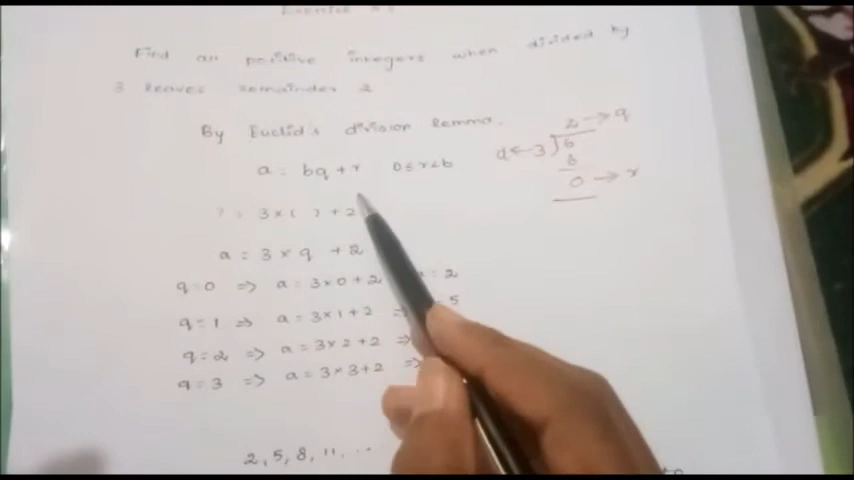 Find all positive integers when divided by
3 leaves remainder 2
By Euclid's division lemma.
a = bq + r 0 ≤ r < b
2 → q
d ← 3 ) 6
6
0 → r
? = 3 × ( ) + 2
a = 3 × q + 2
q = 0 ⇒ a = 3×0+2 = 2
q = 1 ⇒ a = 3×1+2 ⇒ 5
q = 2 ⇒ a = 3×2+2 ⇒
q = 3 ⇒ a = 3×3+2 ⇒
2, 5, 8, 11, ...